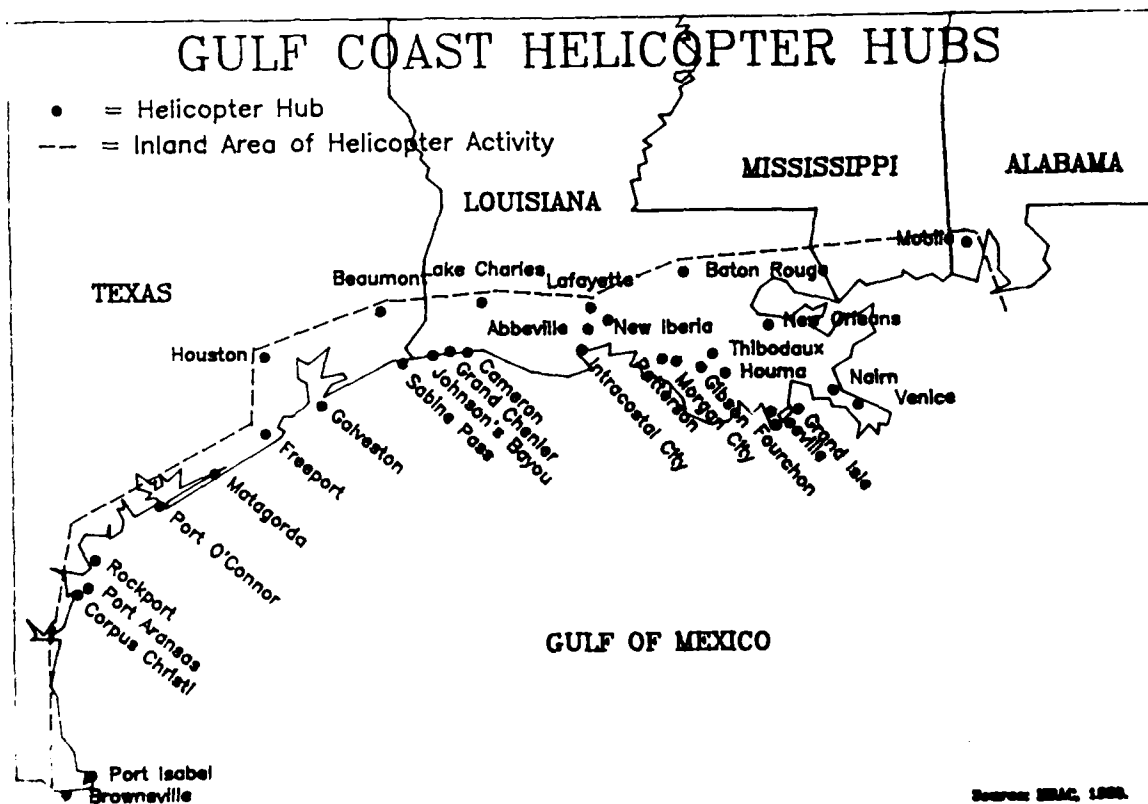 GULF COAST HELICOPTER HUBS
● = Helicopter Hub
--- = Inland Area of Helicopter Activity
MISSISSIPPI
ALABAMA
LOUISIANA
TEXAS
Mobile
Beaumont
ake Charles
Lafayette
Baton Rouge
Houston
Abbeville
New Iberia
New Orleans
Thibodaux
Houma
Nairn
Venice
Cameron
Grand Chenier
Johnson's Bayou
Sabine Pass
Intracostal City
Patterson
Morgan City
Gibson
Fourchon
Leeville
Grand Isle
Galveston
Freeport
Matagorda
Port O'Connor
Rockport
Port Aransas
Corpus Christi
GULF OF MEXICO
Port Isabel
Brownsville
Source: